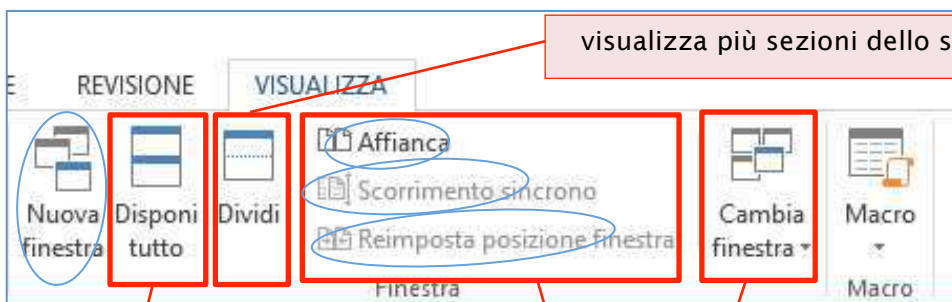 visualizza più sezioni dello s
E REVISIONE VISUALIZZA
Nuova finestra
Disponi tutto
Dividi
Affianca
Scorrimento sincrono
Reimposta posizione finestra
Cambia finestra
Macro
Finestra
Macro